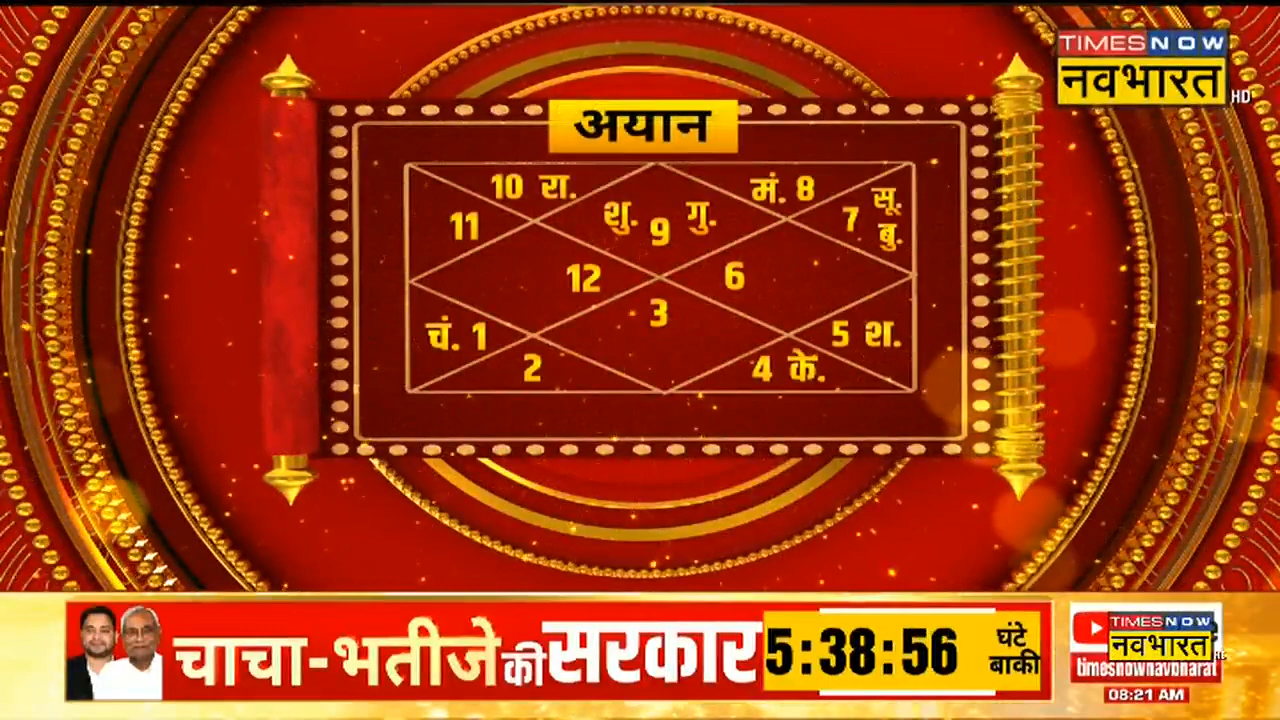 TIMES NOW
नवभारत
HD
अयान
10 रा.
मं. 8
सू.
11
शु. 9 गु.
7 बु.
12
6
3
चं. 1
5 श.
2
4 के.
चाचा-भतीजे की सरकार
5:38:56
घंटे
बाकी
TIMES NOW
नवभारत
timesnownavbharat
08:21 AM